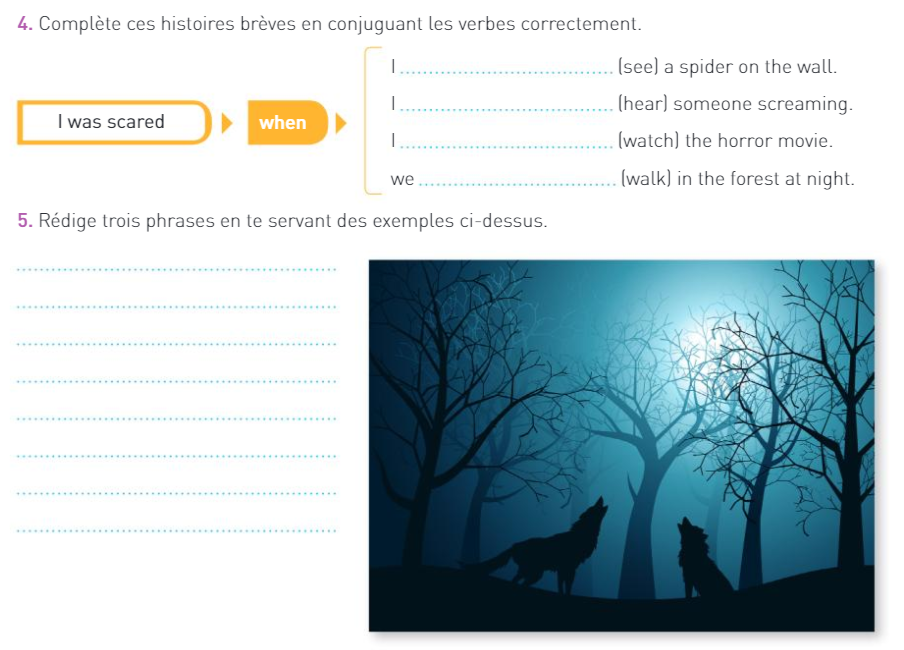 4. Complète ces histoires brèves en conjuguant les verbes correctement.
I was scared
when
I ...................................... (see) a spider on the wall.
I ...................................... (hear) someone screaming.
I ...................................... (watch) the horror movie.
we ................................... (walk) in the forest at night.
5. Rédige trois phrases en te servant des exemples ci-dessus.